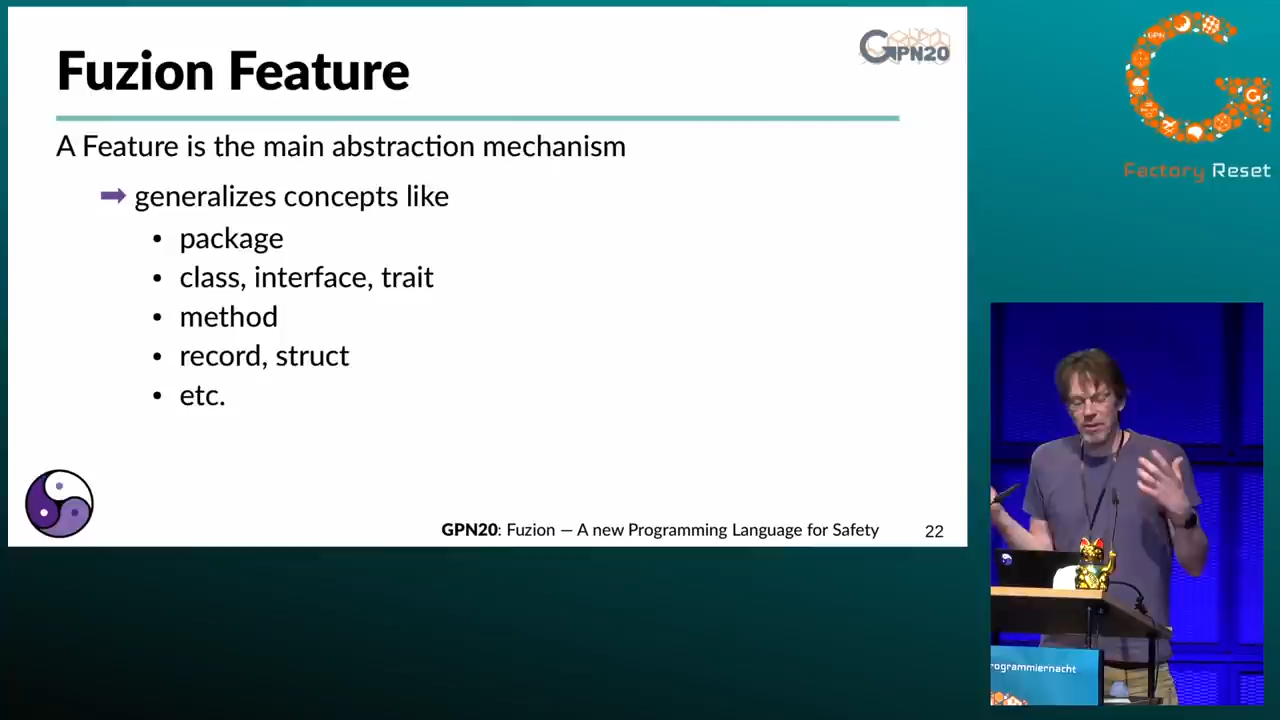 Fuzion Feature
GPN20
A Feature is the main abstraction mechanism
➡ generalizes concepts like
• package
• class, interface, trait
• method
• record, struct
• etc.
GPN20: Fuzion — A new Programming Language for Safety
22
GPN
Factory Reset
rogrammiernacht